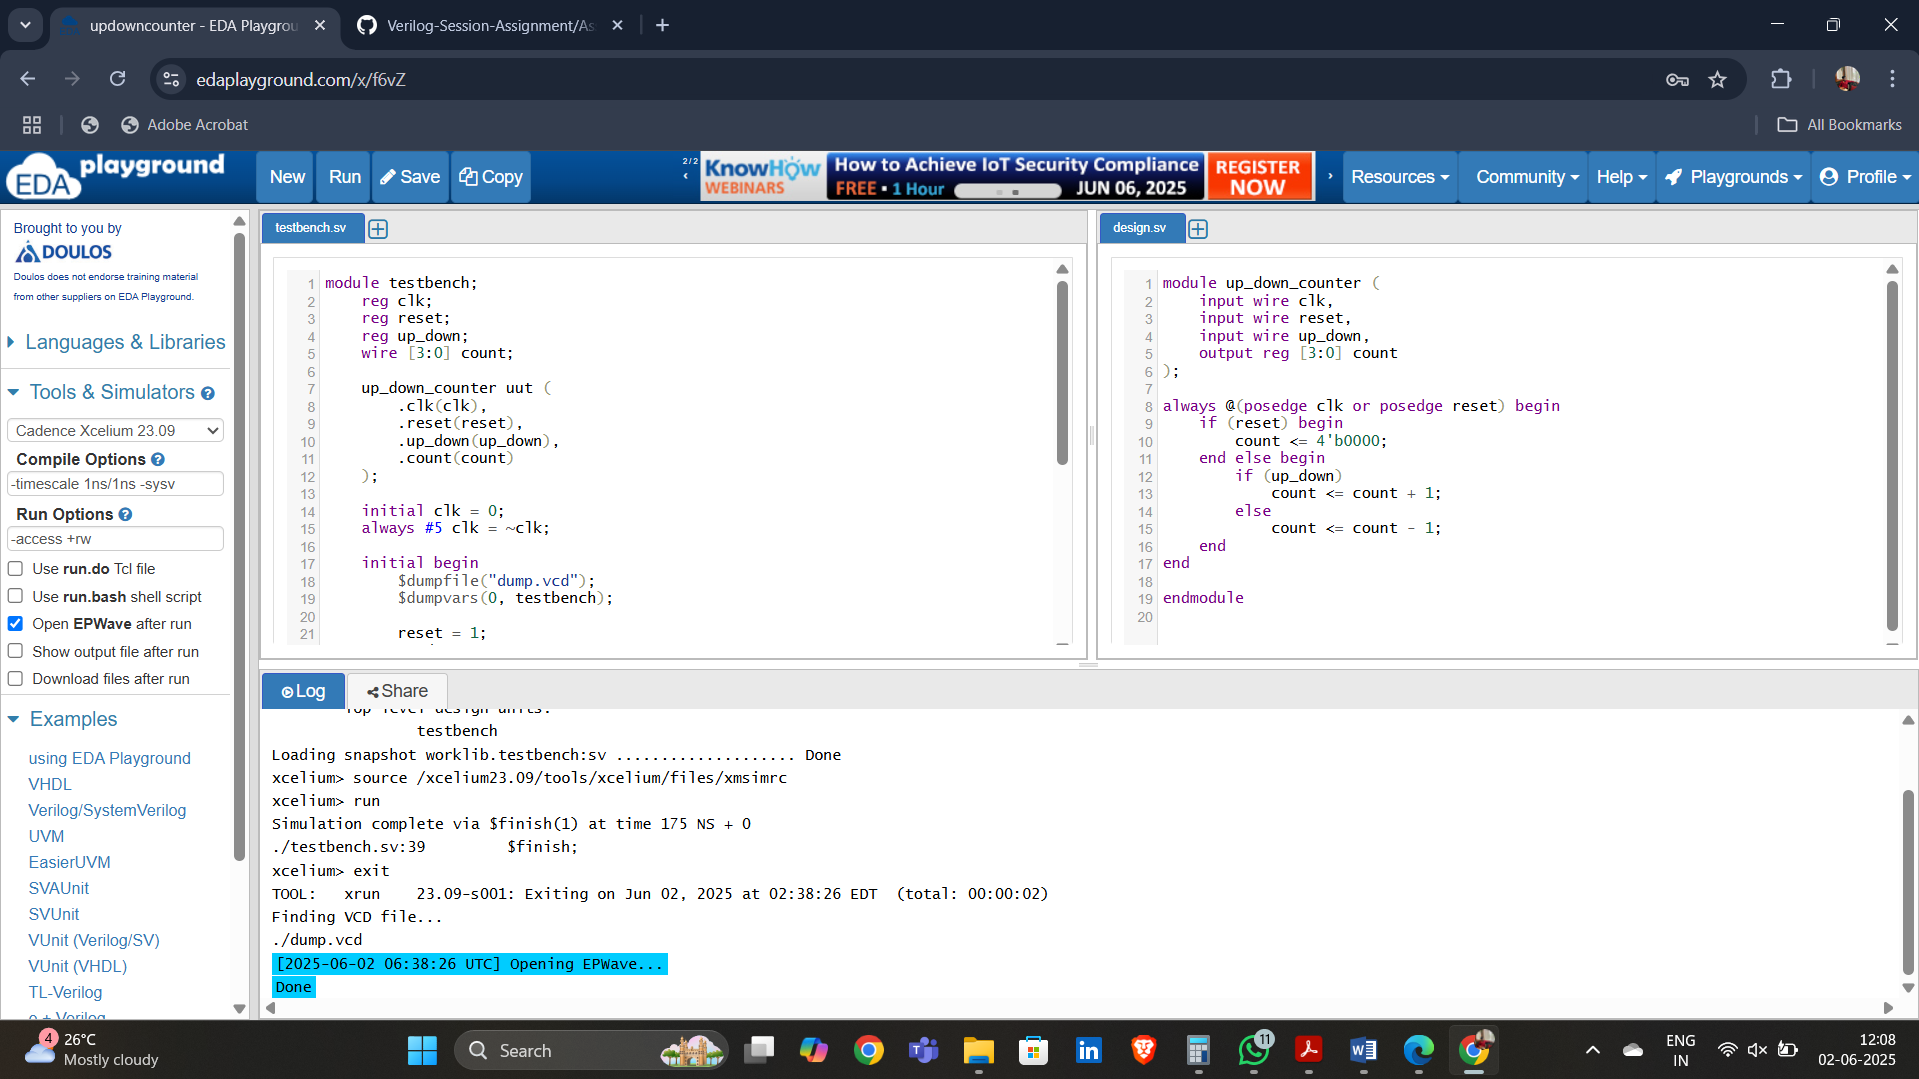 updowncounter - EDA Playgrou
Verilog-Session-Assignment/As
edaplayground.com/x/f6vZ
Adobe Acrobat
All Bookmarks
EDA playground
New
Run
Save
Copy
2/2
KnowHow
WEBINARS
How to Achieve IoT Security Compliance
FREE • 1 Hour
JUN 06, 2025
REGISTER
NOW
Resources
Community
Help
Playgrounds
Profile
Brought to you by
DOULOS
Doulos does not endorse training material
from other suppliers on EDA Playground.
Languages & Libraries
Tools & Simulators
Cadence Xcelium 23.09
Compile Options
-timescale 1ns/1ns -sysv
Run Options
-access +rw
Use run.do Tcl file
Use run.bash shell script
Open EPWave after run
Show output file after run
Download files after run
Examples
using EDA Playground
VHDL
Verilog/SystemVerilog
UVM
EasierUVM
SVAUnit
SVUnit
VUnit (Verilog/SV)
VUnit (VHDL)
TL-Verilog
e + Verilog
testbench.sv
1 module testbench;
2 reg clk;
3 reg reset;
4 reg up_down;
5 wire [3:0] count;
6
7 up_down_counter uut (
8 .clk(clk),
9 .reset(reset),
10 .up_down(up_down),
11 .count(count)
12 );
13
14 initial clk = 0;
15 always #5 clk = ~clk;
16
17 initial begin
18 $dumpfile("dump.vcd");
19 $dumpvars(0, testbench);
20
21 reset = 1;
design.sv
1 module up_down_counter (
2 input wire clk,
3 input wire reset,
4 input wire up_down,
5 output reg [3:0] count
6 );
7
8 always @(posedge clk or posedge reset) begin
9 if (reset) begin
10 count <= 4'b0000;
11 end else begin
12 if (up_down)
13 count <= count + 1;
14 else
15 count <= count - 1;
16 end
17 end
18
19 endmodule
20
Log
Share
Top level design units:
testbench
Loading snapshot worklib.testbench:sv .................... Done
xcelium> source /xcelium23.09/tools/xcelium/files/xmsimrc
xcelium> run
Simulation complete via $finish(1) at time 175 NS + 0
./testbench.sv:39 $finish;
xcelium> exit
TOOL: xrun 23.09-s001: Exiting on Jun 02, 2025 at 02:38:26 EDT (total: 00:00:02)
Finding VCD file...
./dump.vcd
[2025-06-02 06:38:26 UTC] Opening EPWave...
Done
4
26°C
Mostly cloudy
Search
11
ENG
IN
12:08
02-06-2025